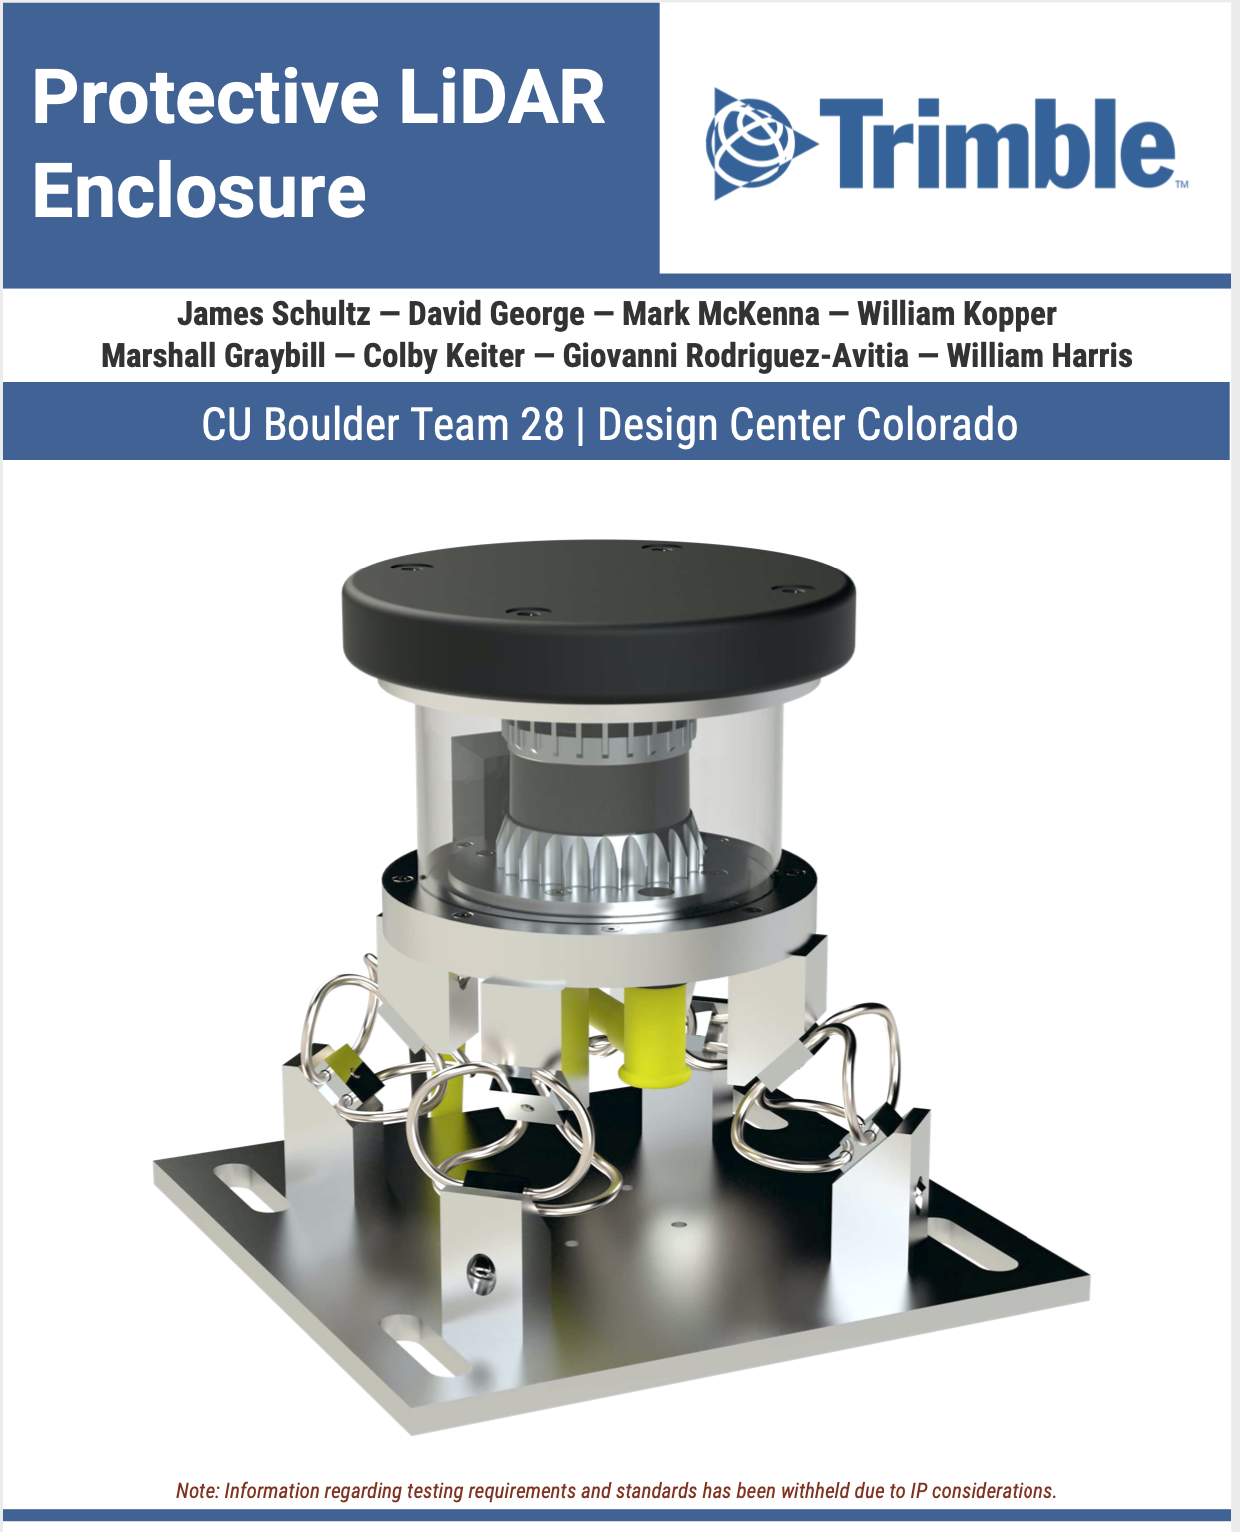 Protective LiDAR
Enclosure
Trimble™
James Schultz – David George – Mark McKenna – William Kopper
Marshall Graybill – Colby Keiter – Giovanni Rodriguez-Avitia – William Harris
CU Boulder Team 28 | Design Center Colorado
Note: Information regarding testing requirements and standards has been withheld due to IP considerations.